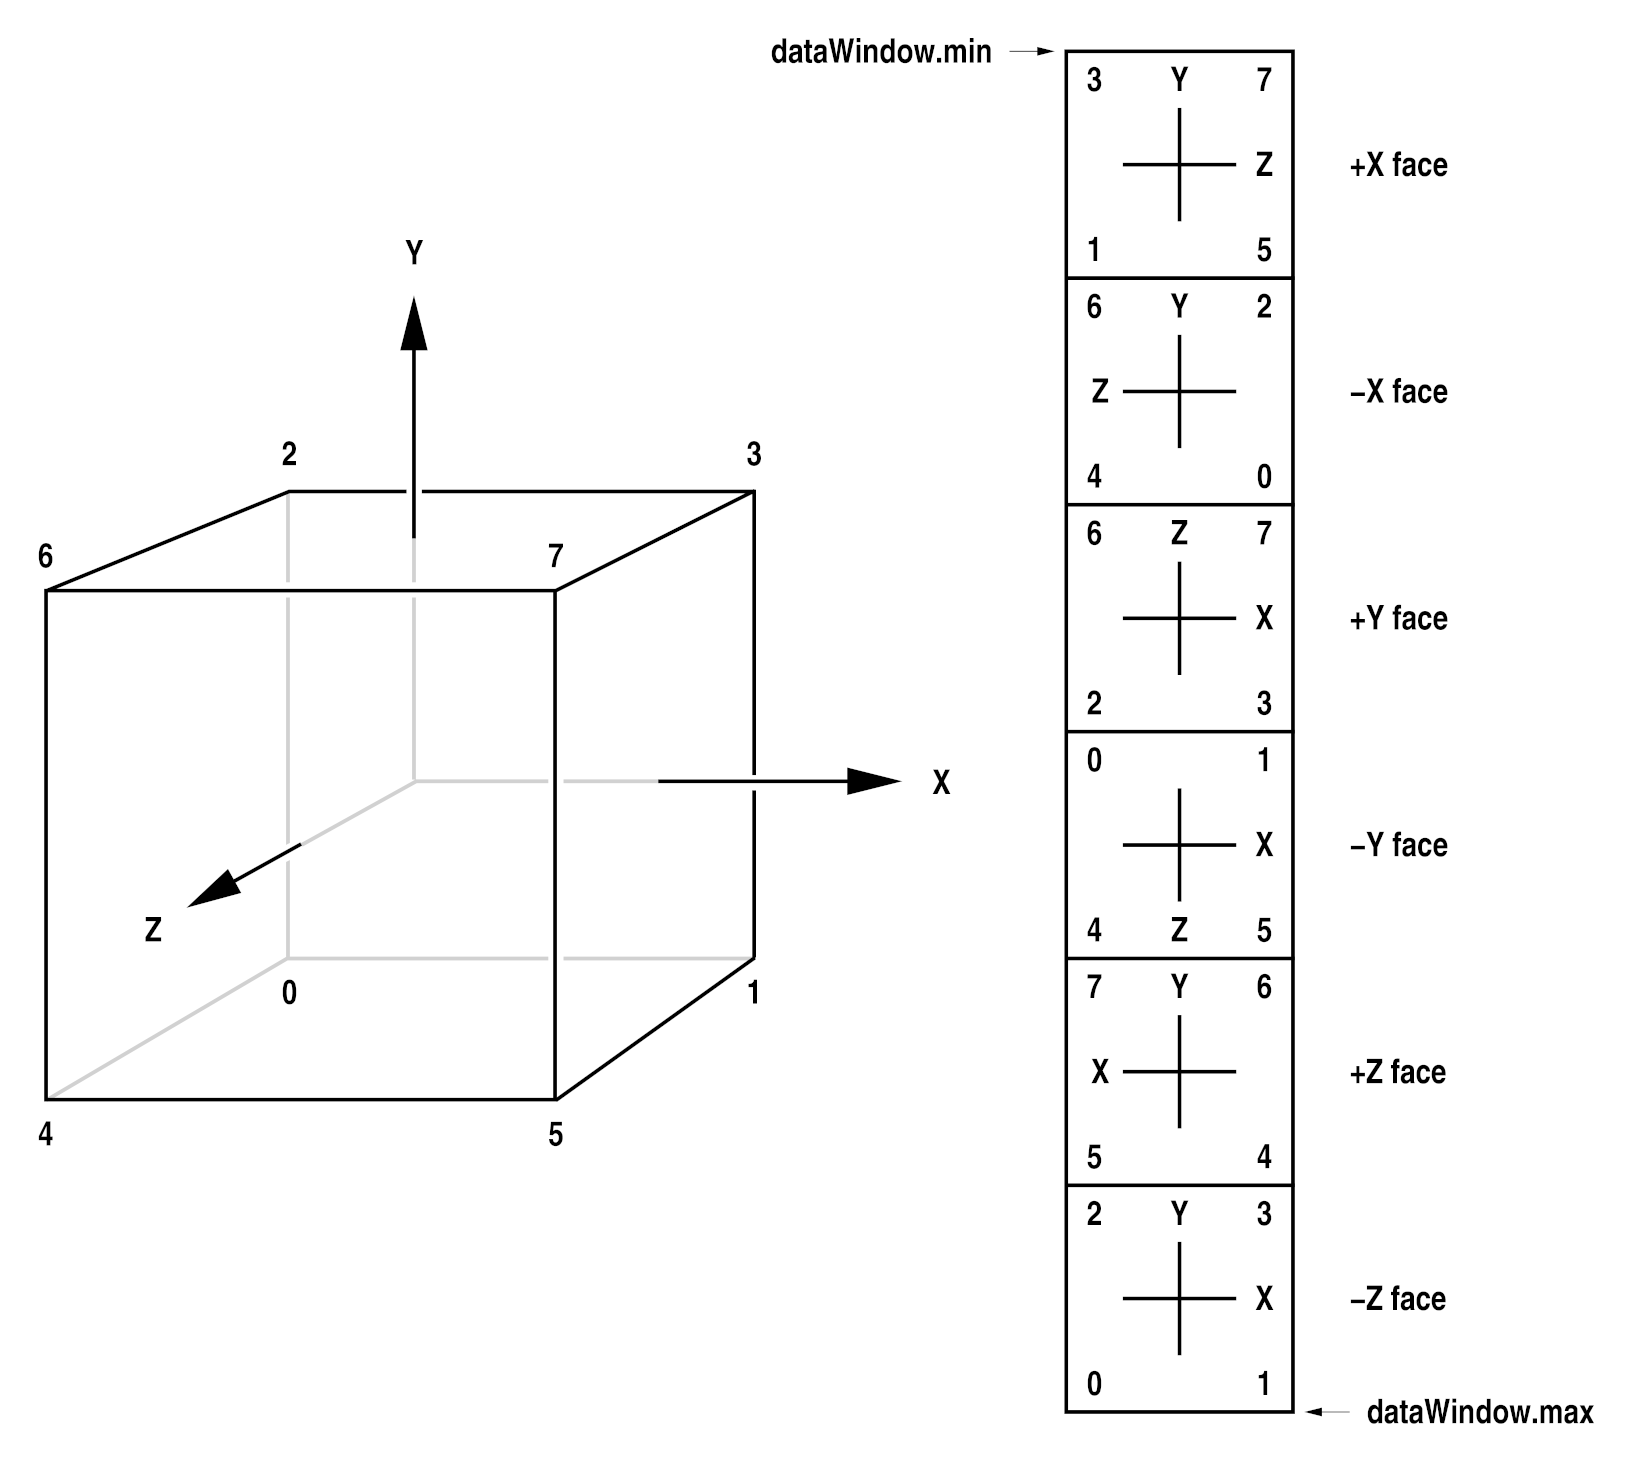 dataWindow.min
3 Y 7
Z
1 5
+X face
6 Y 2
Z
4 0
−X face
6 Z 7
X
2 3
+Y face
0 1
X
4 Z 5
−Y face
7 Y 6
X
5 4
+Z face
2 Y 3
X
0 1
−Z face
dataWindow.max
Y
2 3
6 7
X
Z
0 1
4 5